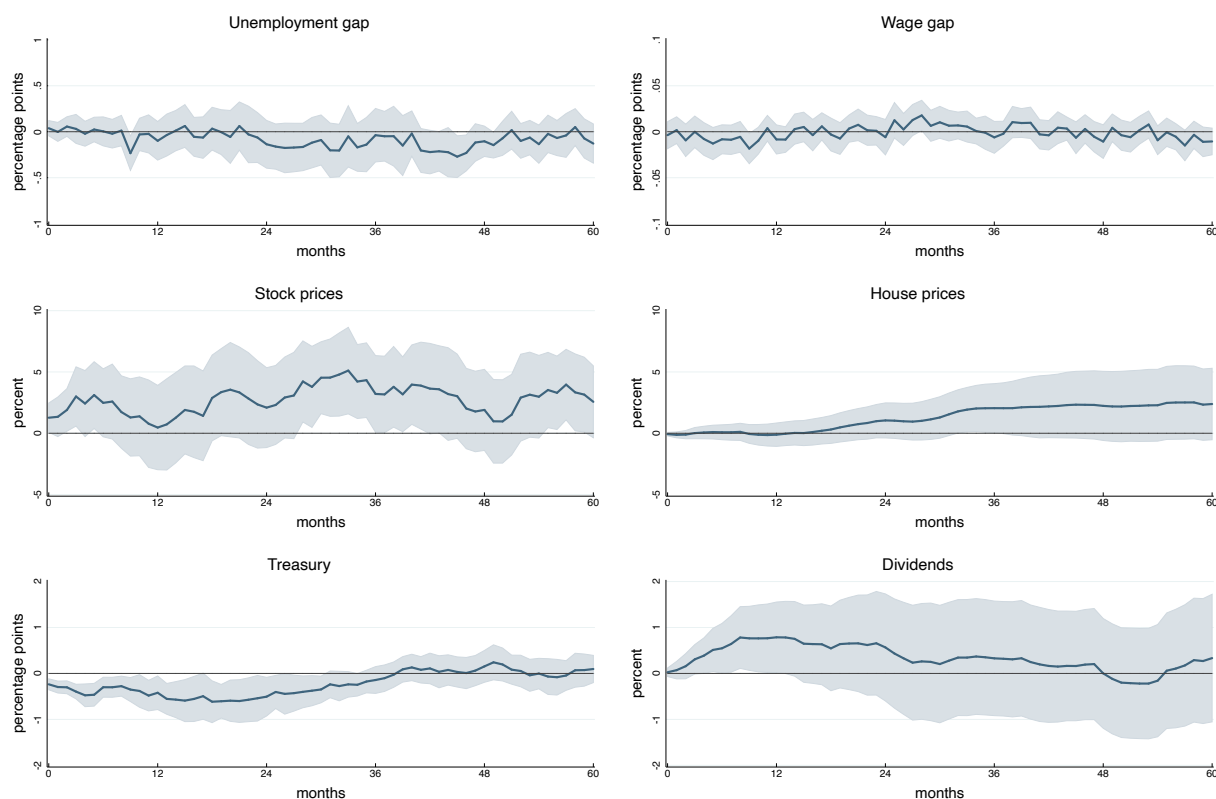 Unemployment gap
percentage points
1
.5
0
-.5
-1
0 12 24 36 48 60
months
Wage gap
percentage points
.1
.05
0
-.05
-.1
0 12 24 36 48 60
months
Stock prices
percent
10
5
0
-5
0 12 24 36 48 60
months
House prices
percent
10
5
0
-5
0 12 24 36 48 60
months
Treasury
percentage points
2
1
0
-1
-2
0 12 24 36 48 60
months
Dividends
percent
2
1
0
-1
-2
0 12 24 36 48 60
months